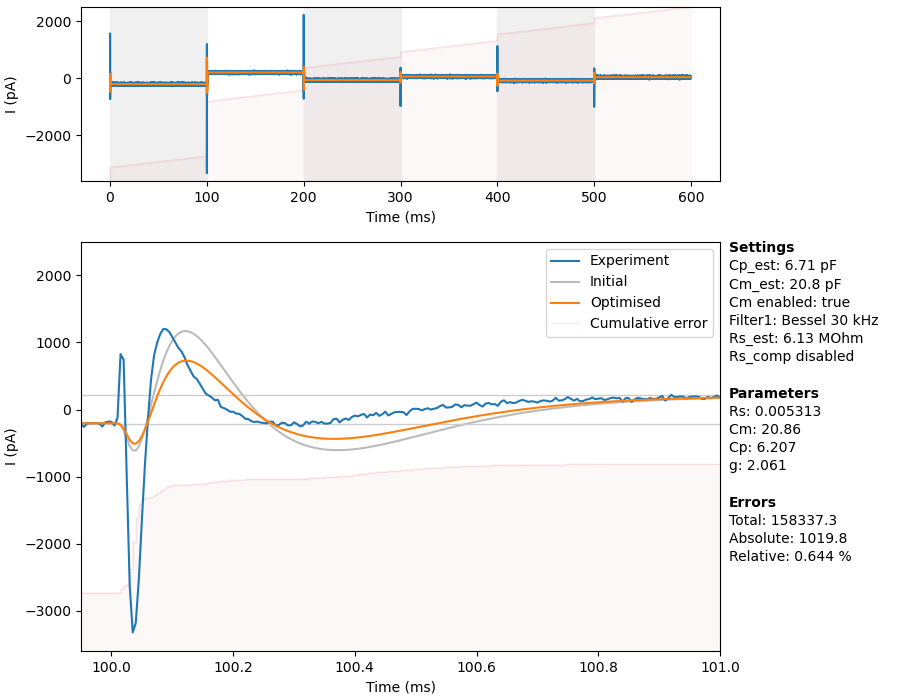 2000
0
−2000
I (pA)
0
100
200
300
400
500
600
Time (ms)
Experiment
Initial
Optimised
Cumulative error
2000
1000
0
−1000
−2000
−3000
I (pA)
100.0
100.2
100.4
100.6
100.8
101.0
Time (ms)
Settings
Cp_est: 6.71 pF
Cm_est: 20.8 pF
Cm enabled: true
Filter1: Bessel 30 kHz
Rs_est: 6.13 MOhm
Rs_comp disabled
Parameters
Rs: 0.005313
Cm: 20.86
Cp: 6.207
g: 2.061
Errors
Total: 158337.3
Absolute: 1019.8
Relative: 0.644 %